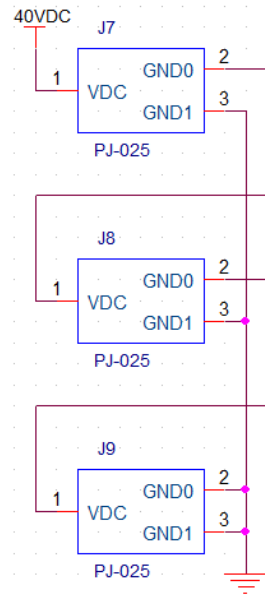 40VDC
J7
1 VDC GND0 2
GND1 3
PJ-025
J8
1 VDC GND0 2
GND1 3
PJ-025
J9
1 VDC GND0 2
GND1 3
PJ-025